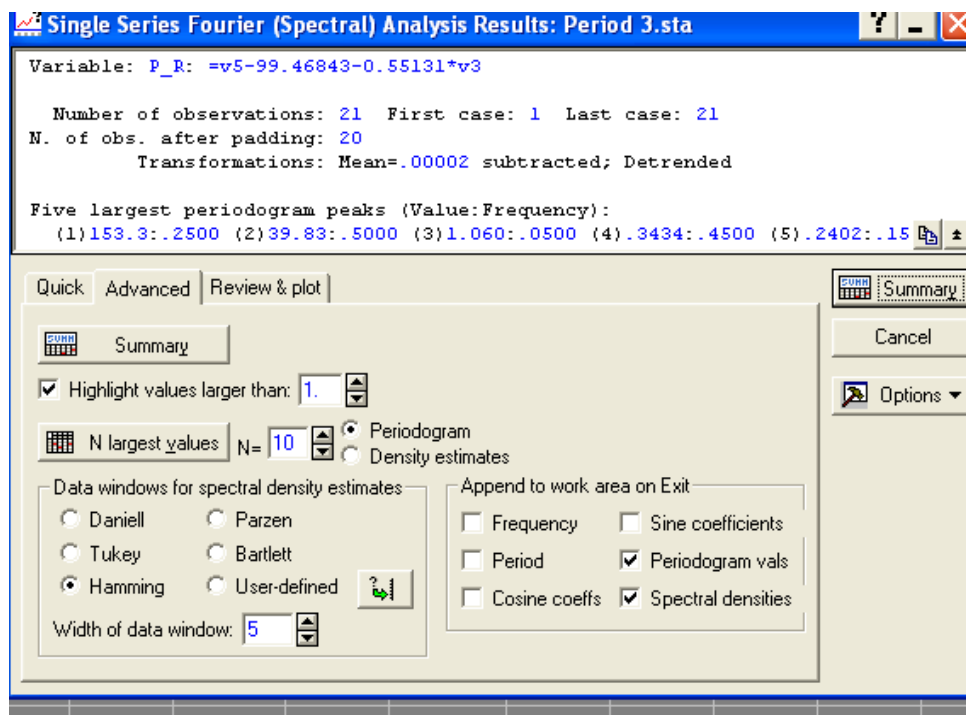 Single Series Fourier (Spectral) Analysis Results: Period 3.sta
Variable: P_R: =v5-99.46843-0.55131*v3
Number of observations: 21 First case: 1 Last case: 21
N. of obs. after padding: 20
Transformations: Mean=.00002 subtracted; Detrended
Five largest periodogram peaks (Value:Frequency):
(1)153.3:.2500 (2)39.83:.5000 (3)1.060:.0500 (4).3434:.4500 (5).2402:.15
Quick Advanced Review & plot
Summary
Cancel
Options
Summary
Highlight values larger than: 1.
N largest values N= 10 Periodogram
Density estimates
Data windows for spectral density estimates
Daniell Parzen
Tukey Bartlett
Hamming User-defined
Width of data window: 5
Append to work area on Exit
Frequency Sine coefficients
Period Periodogram vals
Cosine coeffs Spectral densities